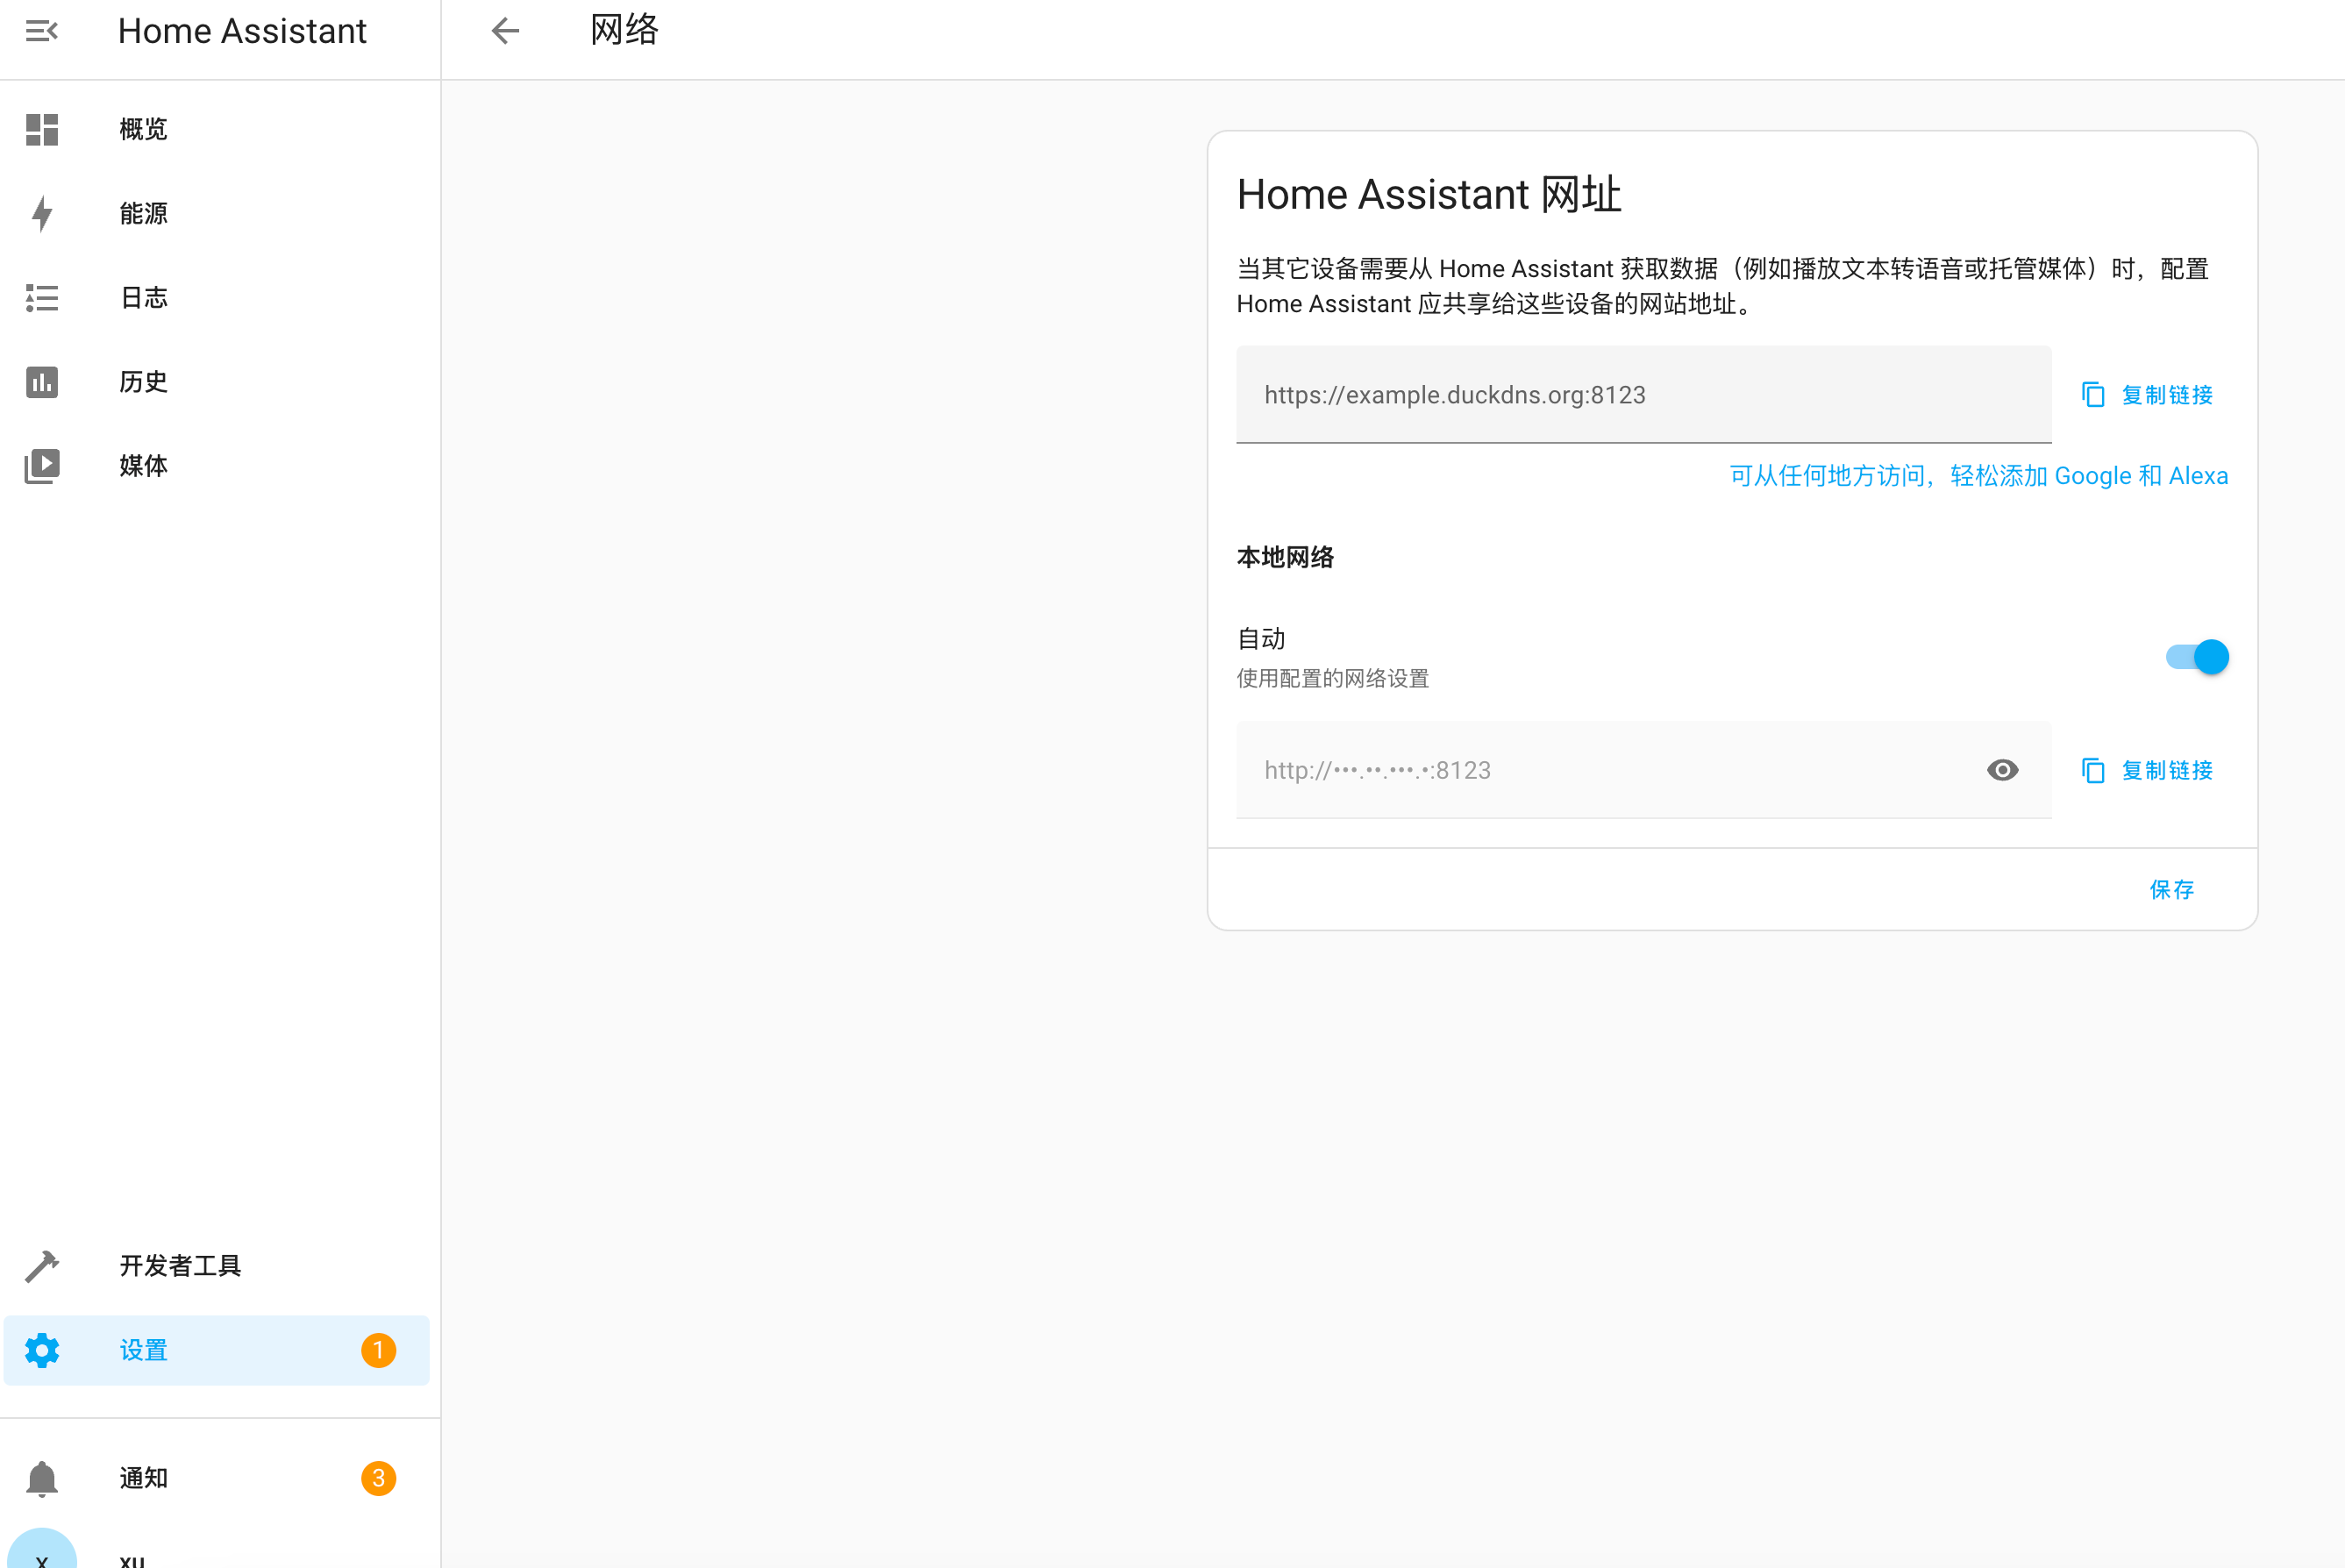 Home Assistant
网络
概览
能源
日志
历史
媒体
Home Assistant 网址
当其它设备需要从 Home Assistant 获取数据（例如播放文本转语音或托管媒体）时，配置
Home Assistant 应共享给这些设备的网站地址。
https://example.duckdns.org:8123
复制链接
可从任何地方访问，轻松添加 Google 和 Alexa
本地网络
自动
使用配置的网络设置
http://•••.••.•••.•:8123
复制链接
保存
开发者工具
设置
1
通知
3
x
xu